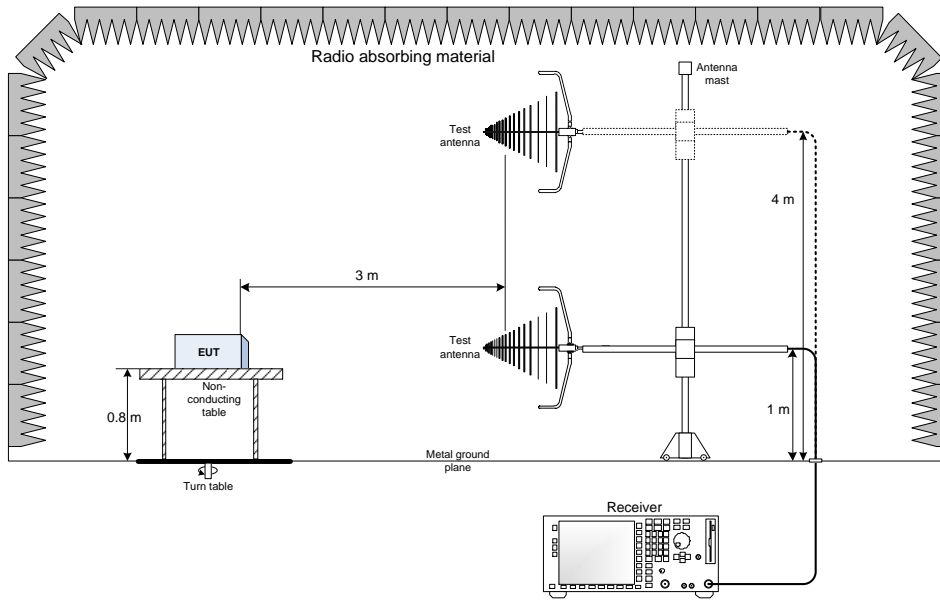 Radio absorbing material
Antenna
mast
Test
antenna
4 m
3 m
Test
antenna
EUT
Non-
conducting
table
0.8 m
1 m
Metal ground
plane
Turn table
Receiver